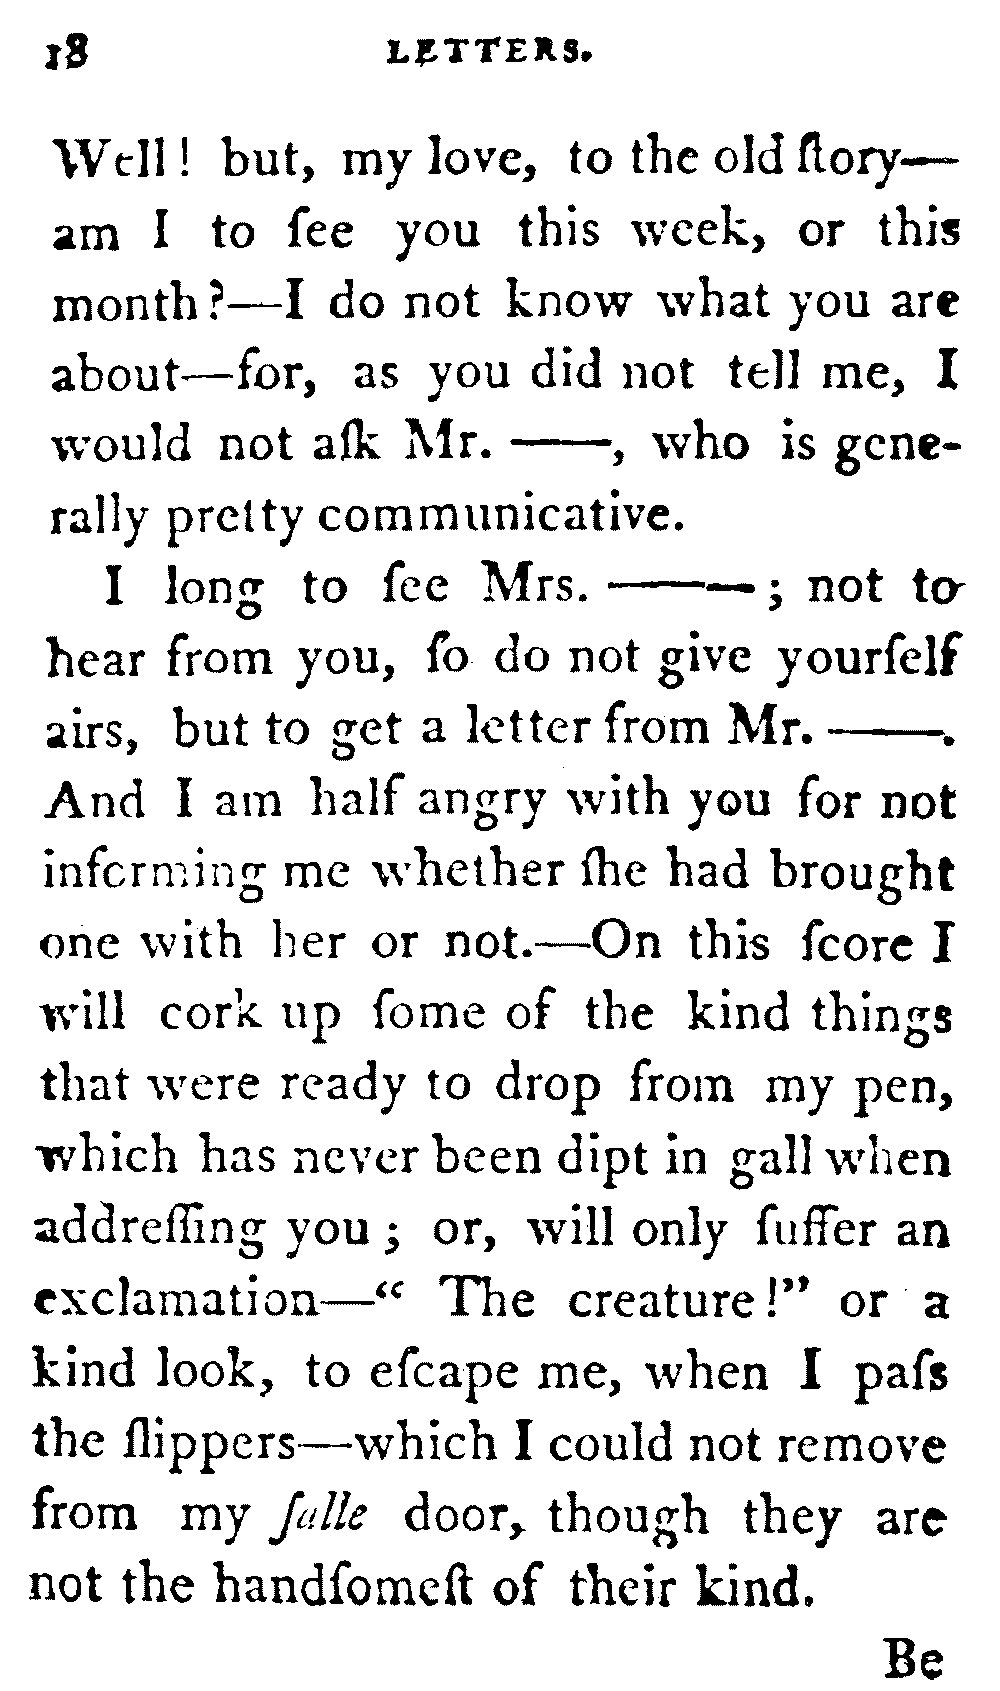 18 LETTERS.
Well! but, my love, to the old ſtory—
am I to ſee you this week, or this
month?—I do not know what you are
about—for, as you did not tell me, I
would not aſk Mr. ——, who is gene-
rally pretty communicative.
I long to ſee Mrs. ———; not to
hear from you, ſo do not give yourſelf
airs, but to get a letter from Mr. ——.
And I am half angry with you for not
informing me whether ſhe had brought
one with her or not.—On this ſcore I
will cork up ſome of the kind things
that were ready to drop from my pen,
which has never been dipt in gall when
addreſſing you; or, will only ſuffer an
exclamation—“ The creature!” or a
kind look, to eſcape me, when I paſs
the ſlippers—which I could not remove
from my ſalle door, though they are
not the handſomeſt of their kind.
Be